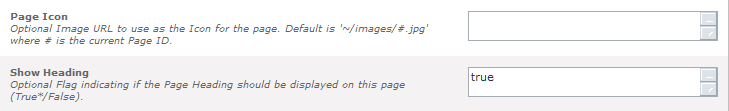 Page Icon
Optional Image URL to use as the Icon for the page. Default is '~/images/#.jpg'
where # is the current Page ID.
Show Heading
Optional Flag indicating if the Page Heading should be displayed on this page
(True*/False).
true